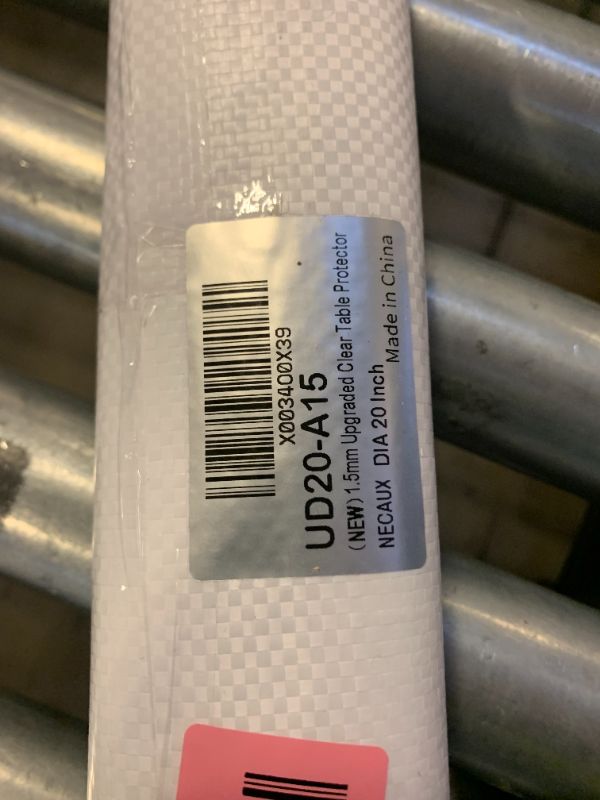 X003400X39
UD20-A15
(NEW) 1.5mm Upgraded Clear Table Protector
NECAUX DIA 20 Inch
Made in China